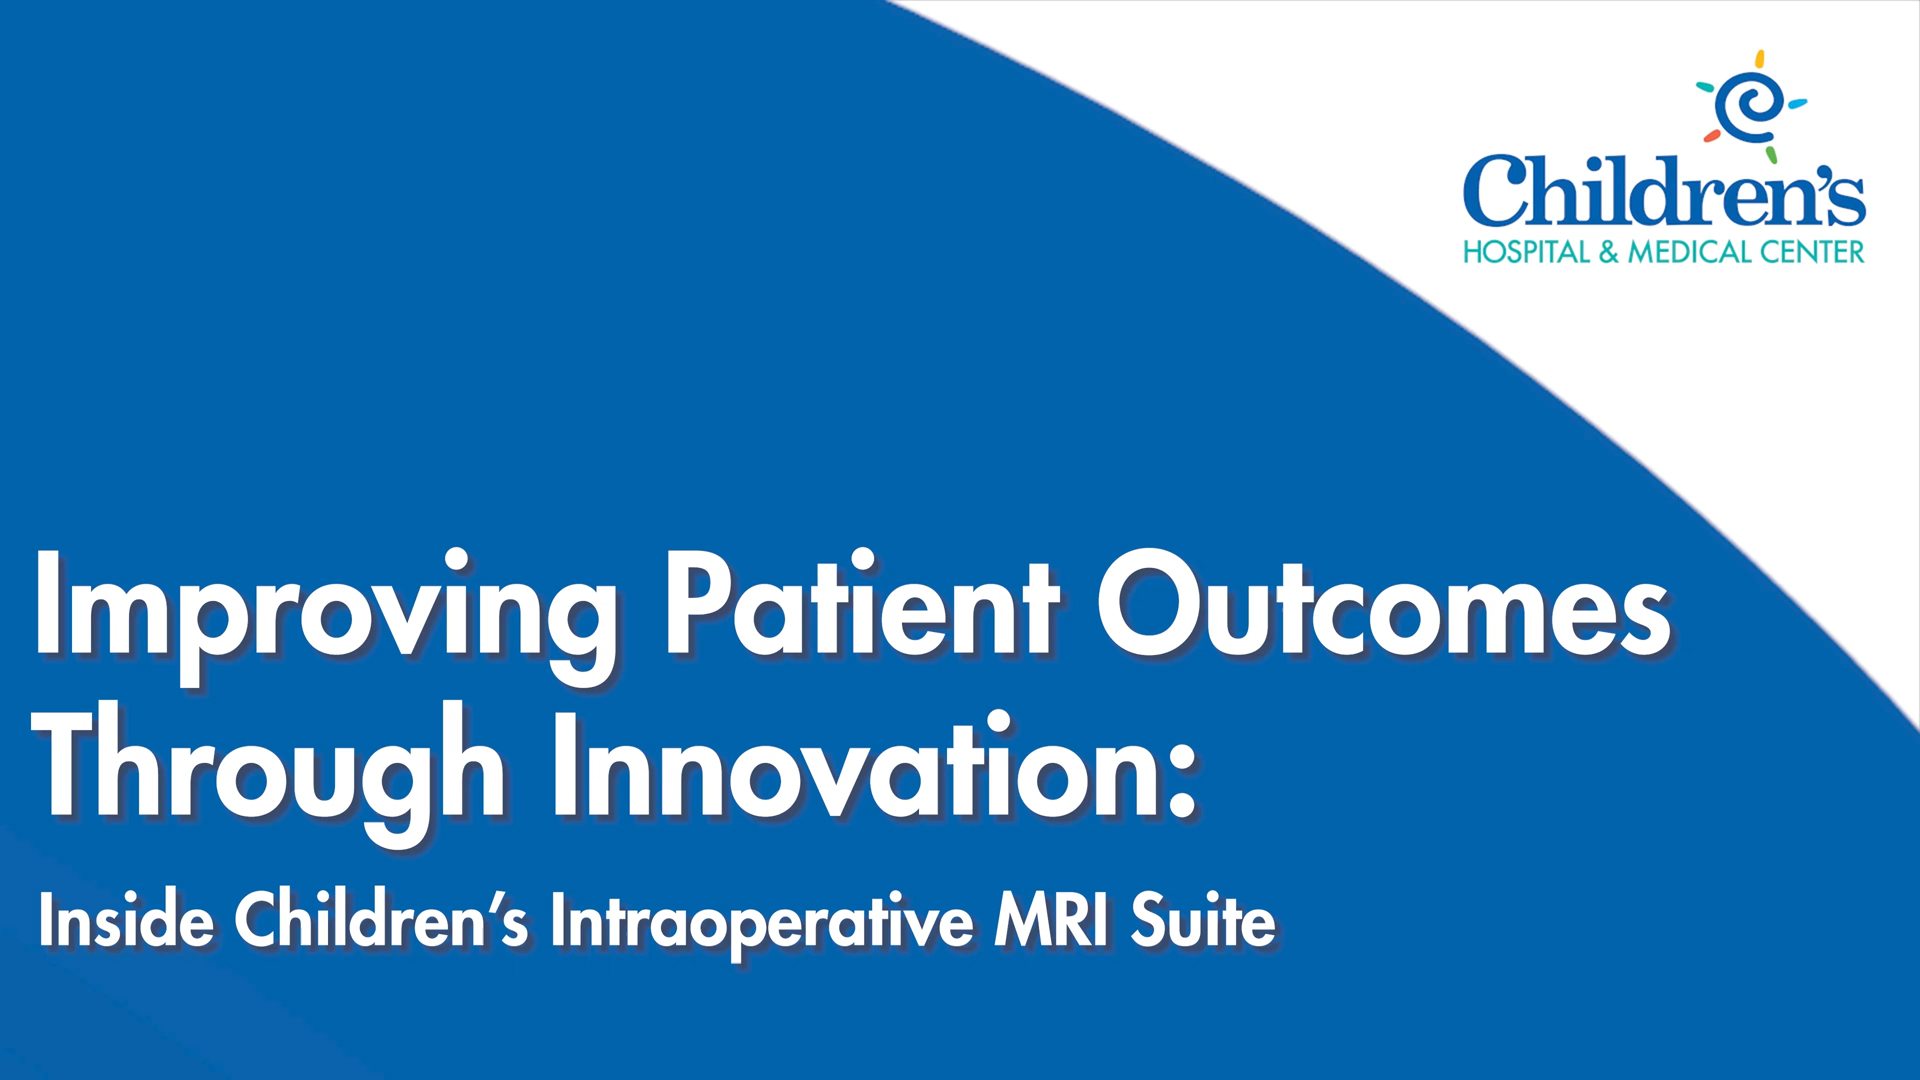 Children’s
HOSPITAL & MEDICAL CENTER
Improving Patient Outcomes
Through Innovation:
Inside Children’s Intraoperative MRI Suite